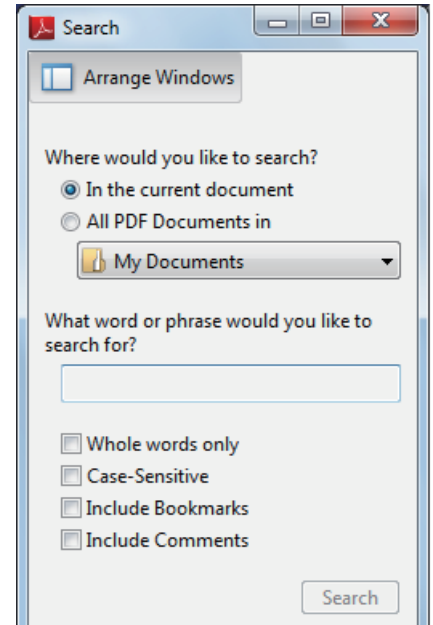 Search
Arrange Windows
Where would you like to search?
In the current document
All PDF Documents in
My Documents
What word or phrase would you like to
search for?
Whole words only
Case-Sensitive
Include Bookmarks
Include Comments
Search